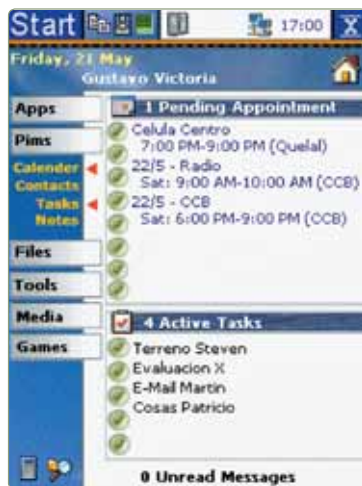 Start
17:00
Friday, 21 May
Gustavo Victoria
Apps
Pims
Calender
Contacts
Tasks
Notes
Files
Tools
Media
Games
1 Pending Appointment
Celula Centro
7:00 PM-9:00 PM (Quelal)
22/5 - Radio
Sat: 9:00 AM-10:00 AM (CCB)
22/5 - CCB
Sat: 6:00 PM-9:00 PM (CCB)
4 Active Tasks
Terreno Steven
Evaluacion X
E-Mail Martin
Cosas Patricio
0 Unread Messages